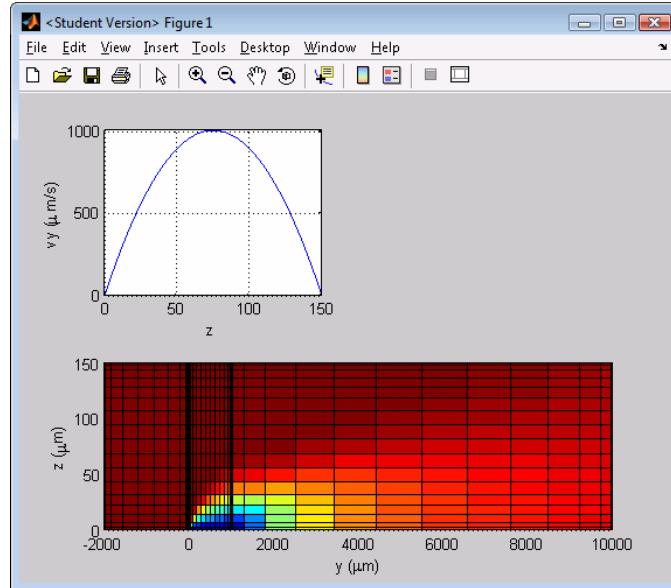 <Student Version> Figure 1
File Edit View Insert Tools Desktop Window Help
1000
500
0
vy (μ m/s)
0 50 100 150
z
150
100
50
0
z (μm)
-2000 0 2000 4000 6000 8000 10000
y (μm)